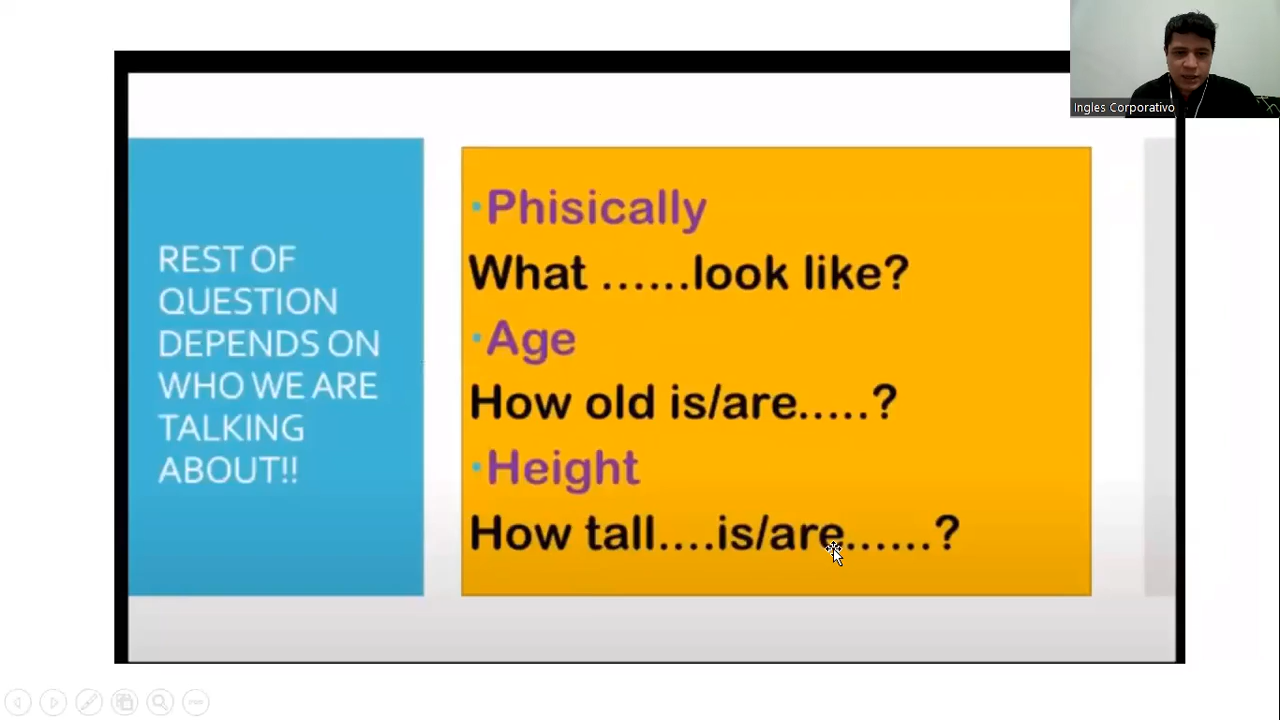 Ingles Corporativo
REST OF
QUESTION
DEPENDS ON
WHO WE ARE
TALKING
ABOUT!!
•Phisically
What ......look like?
•Age
How old is/are.....?
•Height
How tall....is/are......?